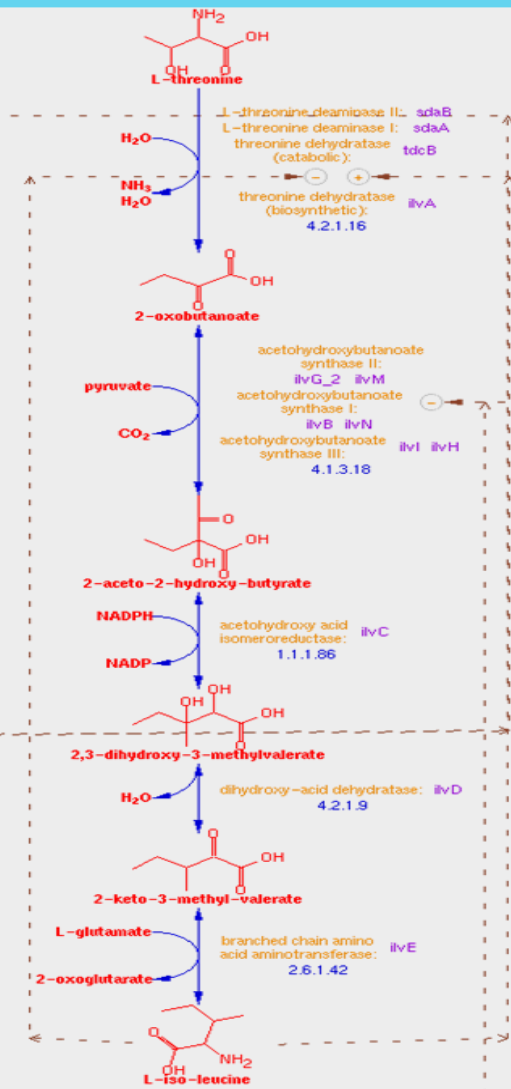 NH2
OH
OH
O
L-threonine
L-threonine deaminase II: sdaB
L-threonine deaminase I: sdaA
H2O
threonine dehydratase
(catabolic): tdcB
− +
NH3
H2O
threonine dehydratase
(biosynthetic): ilvA
4.2.1.16
O
OH
O
2-oxobutanoate
acetohydroxybutanoate
synthase II:
ilvG_2 ilvM
pyruvate
acetohydroxybutanoate
synthase I:
−
ilvB ilvN
CO2
acetohydroxybutanoate
synthase III: ilvI ilvH
4.1.3.18
O
OH
OH
O
2-aceto-2-hydroxy-butyrate
NADPH
acetohydroxy acid
isomeroreductase: ilvC
1.1.1.86
NADP
OH
OH
OH
O
2,3-dihydroxy-3-methylvalerate
H2O
dihydroxy-acid dehydratase: ilvD
4.2.1.9
O
OH
O
2-keto-3-methyl-valerate
L-glutamate
branched chain amino
acid aminotransferase: ilvE
2.6.1.42
2-oxoglutarate
O
OH
NH2
L-iso-leucine